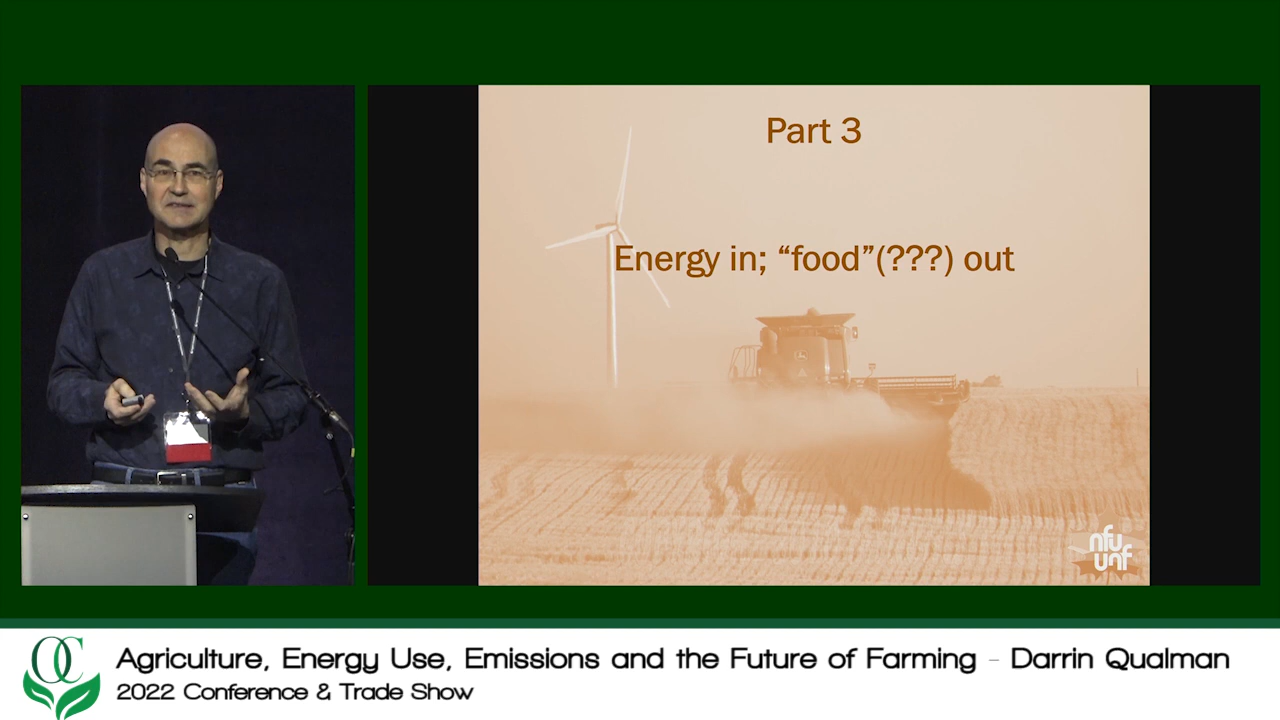 Part 3
Energy in; “food”(???) out
nfu
unf
OC
Agriculture, Energy Use, Emissions and the Future of Farming - Darrin Qualman
2022 Conference & Trade Show